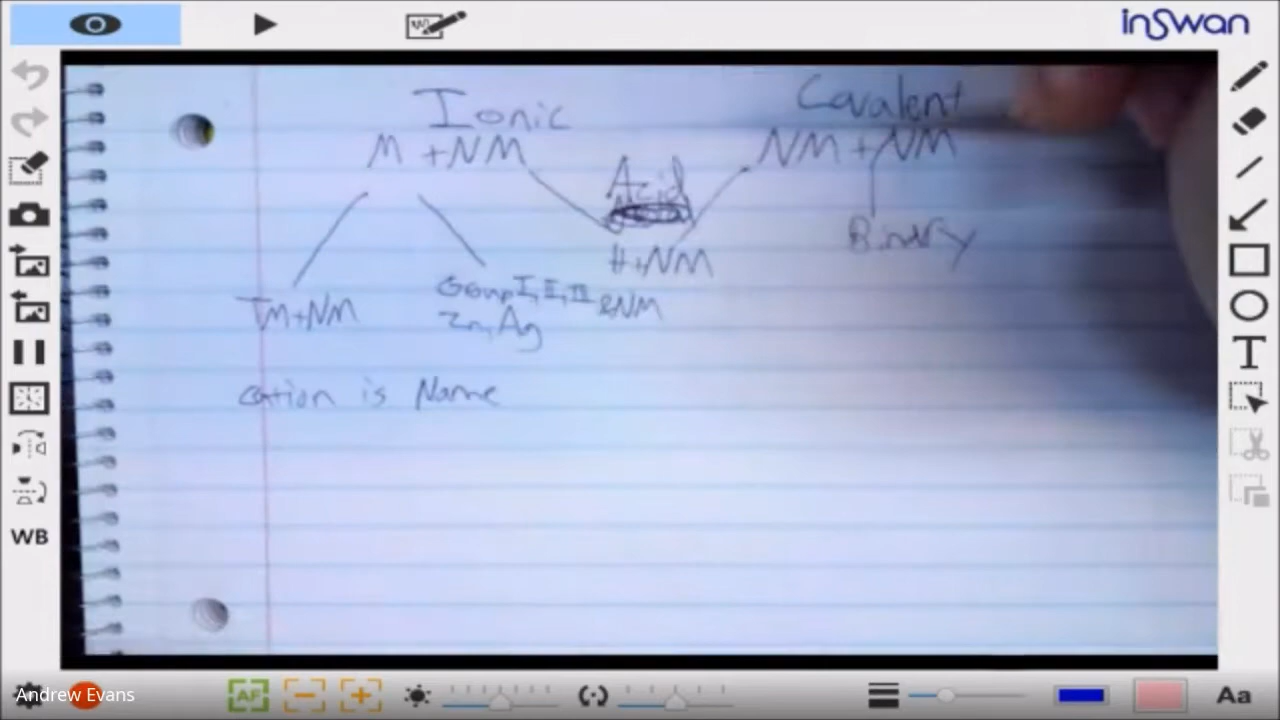 inSwan
Ionic
Covalent
M + NM
NM + NM
Acid
Binary
H+NM
TM+NM
Group I, II, III &NM
Zn, Ag
cation is Name
WB
Andrew Evans
AF
T
Aa